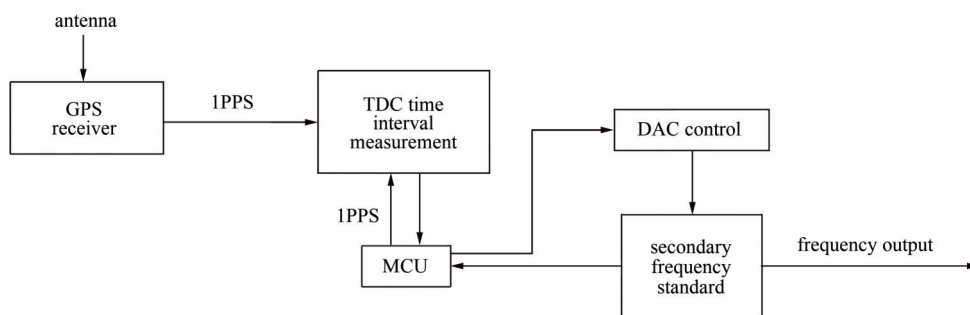 antenna
GPS
receiver
1PPS
TDC time
interval
measurement
DAC control
1PPS
MCU
secondary
frequency
standard
frequency output